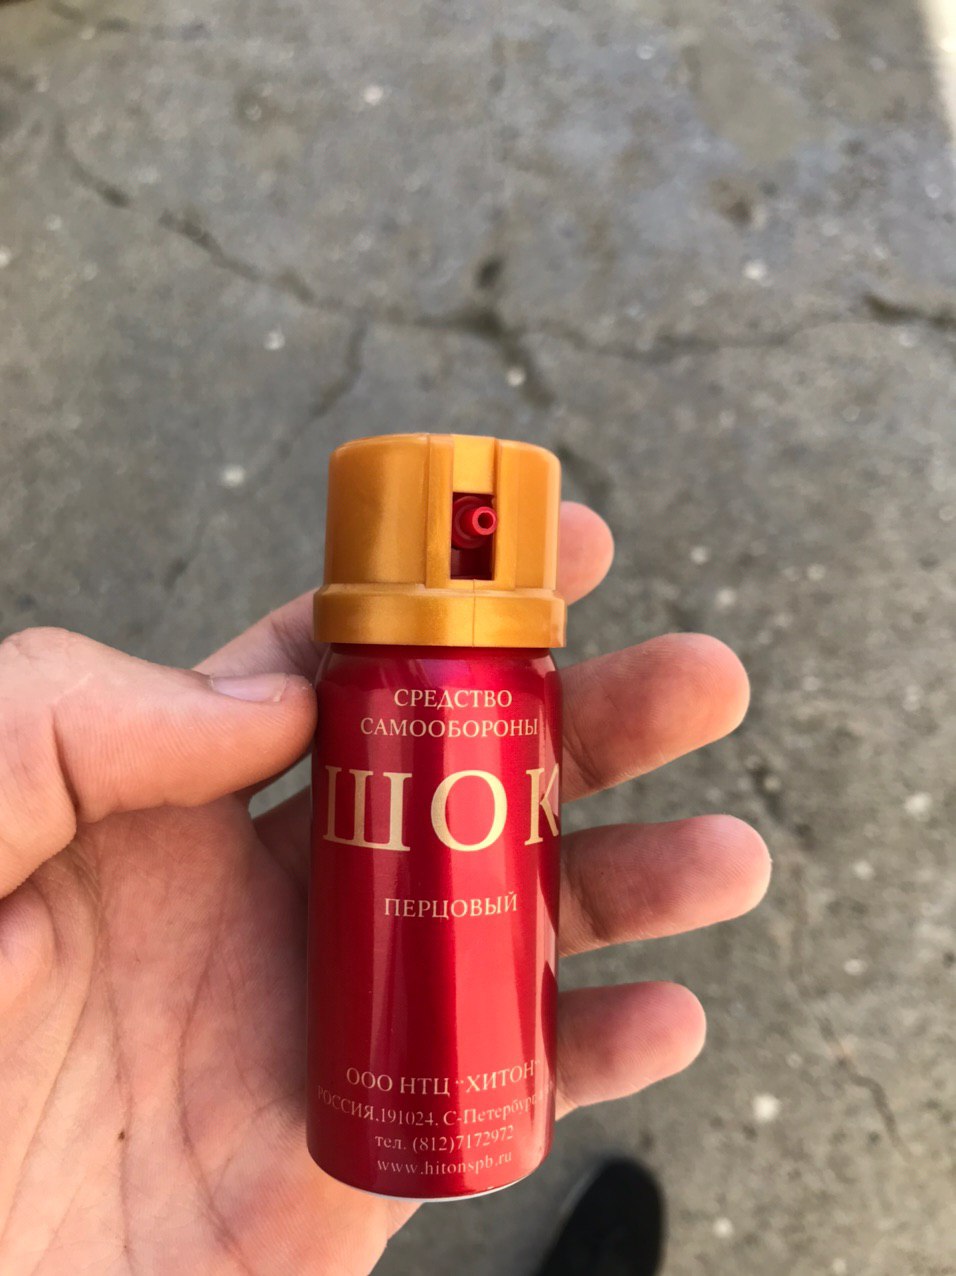 СРЕДСТВО
САМООБОРОНЫ
ШОК
ПЕРЦОВЫЙ
ООО НТЦ "ХИТОН"
РОССИЯ, 191024, С-Петербург
тел. (812)7172972
www.hitonspb.ru